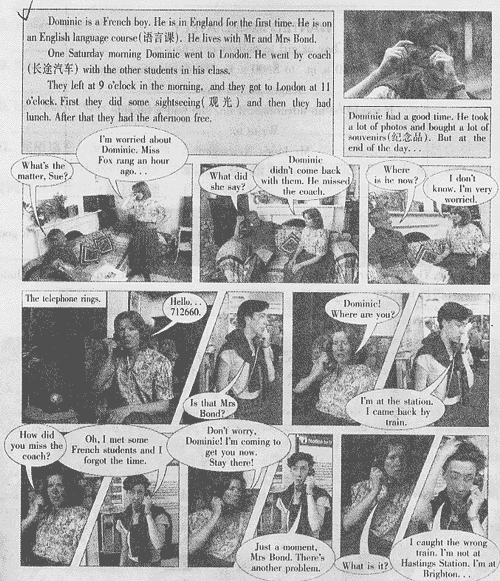 Dominic is a French boy. He is in England for the first time. He is on
an English language course(语言课). He lives with Mr and Mrs Bond.
One Saturday morning Dominic went to London. He went by coach
(长途汽车) with the other students in his class.
They left at 9 o'clock in the morning, and they got to London at 11
o'clock. First they did some sightseeing(观光) and then they had
lunch. After that they had the afternoon free.
Dominic had a good time. He took
a lot of photos and bought a lot of
souvenirs(纪念品). But at the
end of the day...
What's the
matter, Sue?
I'm worried about
Dominic. Miss
Fox rang an hour
ago...
What did
she say?
Dominic
didn't come back
with them. He missed
the coach.
Where
is he now?
I don't
know. I'm very
worried.
The telephone rings.
Hello...
712660.
Is that Mrs
Bond?
Dominic!
Where are you?
I'm at the station.
I came back by
train.
How did
you miss the
coach?
Oh, I met some
French students and I
forgot the time.
Don't worry,
Dominic! I'm coming to
get you now.
Stay there!
Just a moment,
Mrs Bond. There's
another problem.
What is it?
I caught the wrong
train. I'm not at
Hastings Station. I'm at
Brighton...